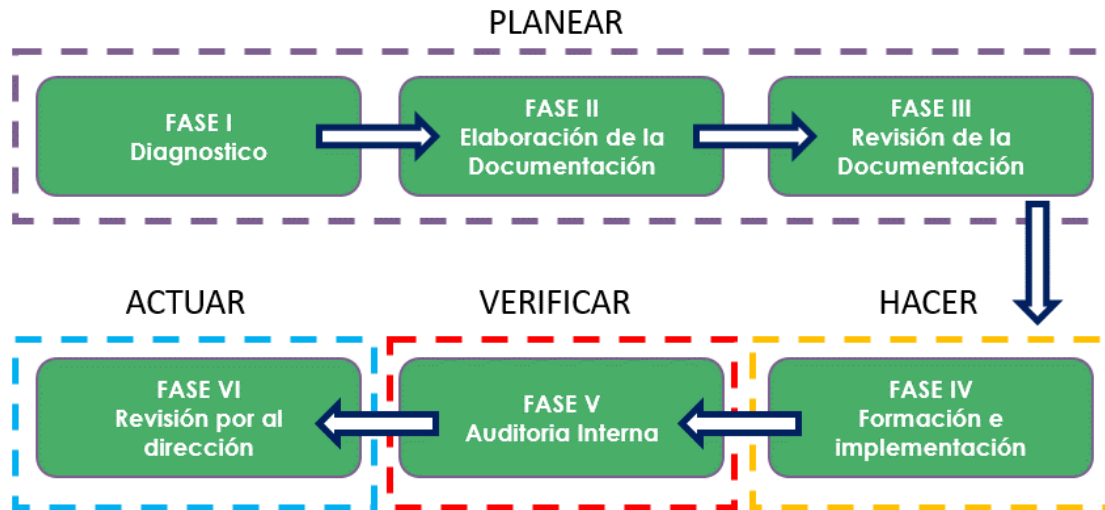 PLANEAR
FASE I
Diagnostico
FASE II
Elaboración de la
Documentación
FASE III
Revisión de la
Documentación
ACTUAR
VERIFICAR
HACER
FASE VI
Revisión por al
dirección
FASE V
Auditoria Interna
FASE IV
Formación e
implementación